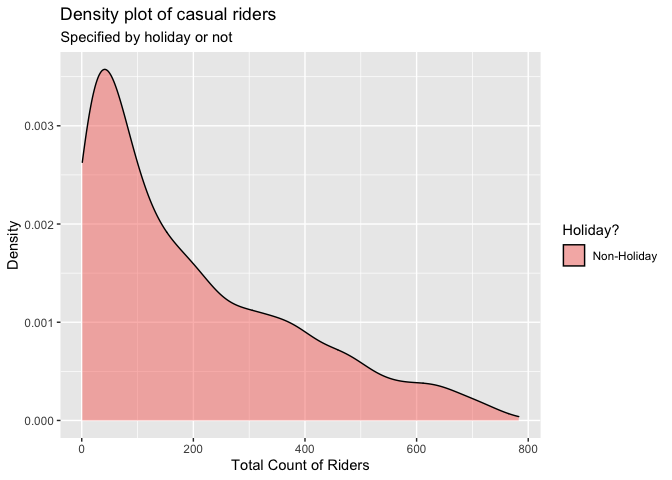 Density plot of casual riders
Specified by holiday or not
0.003
0.002
0.001
0.000
Density
0
200
400
600
800
Total Count of Riders
Holiday?
Non-Holiday